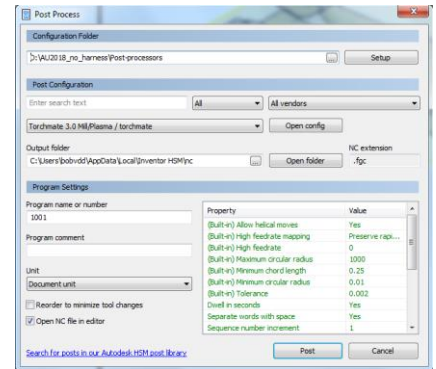 Post Process
Configuration Folder
D:\AU2018_no_harness\Post-processors
Setup
Post Configuration
Enter search text
All
All vendors
Torchmate 3.0 Mill/Plasma / torchmate
Open config
Output folder
NC extension
C:\Users\bobvdd\AppData\Local\Inventor HSM\nc
Open folder
.fgc
Program Settings
Program name or number
1001
Program comment
Unit
Document unit
Reorder to minimize tool changes
Open NC file in editor
Property Value
(Built-in) Allow helical moves Yes
(Built-in) High feedrate mapping Preserve rapi...
(Built-in) High feedrate 0
(Built-in) Maximum circular radius 1000
(Built-in) Minimum chord length 0.25
(Built-in) Minimum circular radius 0.01
(Built-in) Tolerance 0.002
Dwell in seconds Yes
Separate words with space Yes
Sequence number increment 1
Search for posts in our Autodesk HSM post library
Post
Cancel